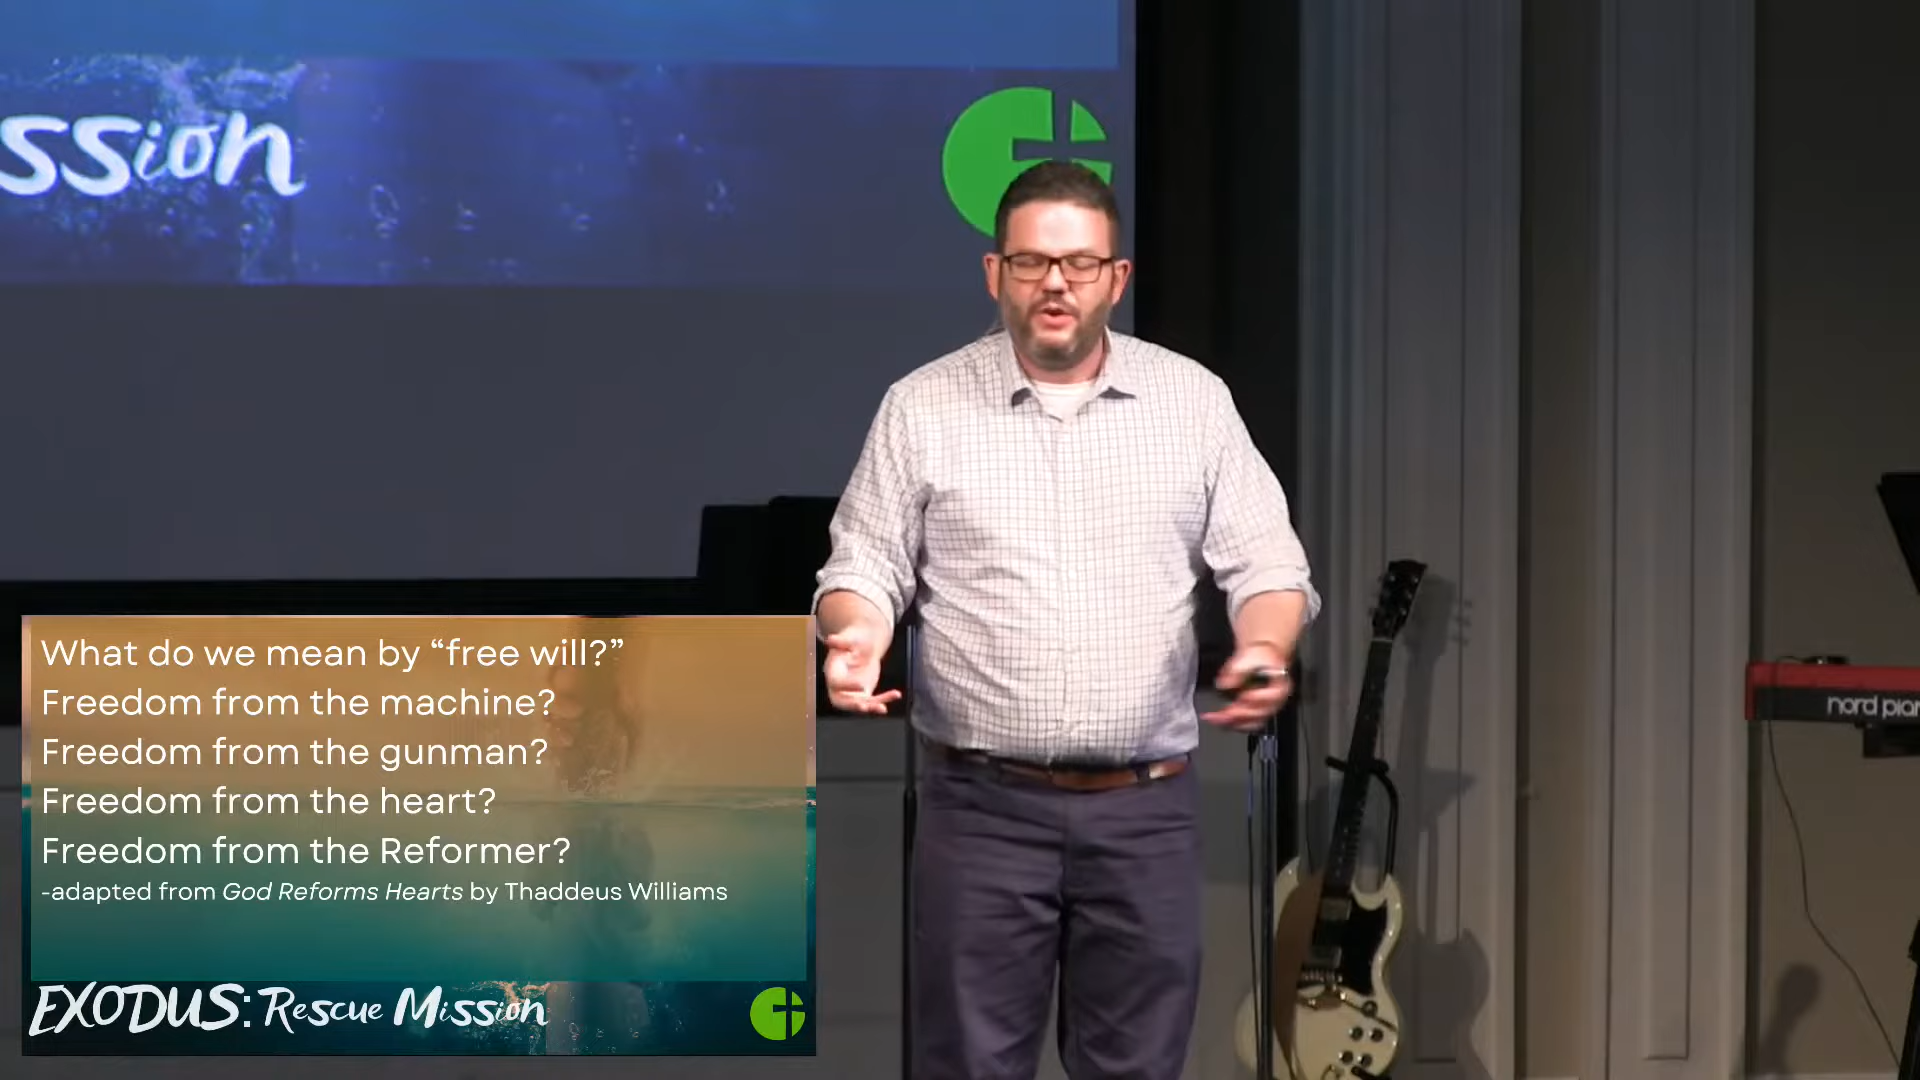 ssion
What do we mean by “free will?”
Freedom from the machine?
Freedom from the gunman?
Freedom from the heart?
Freedom from the Reformer?
-adapted from God Reforms Hearts by Thaddeus Williams
EXODUS: RESCUE MISSION
nord pian